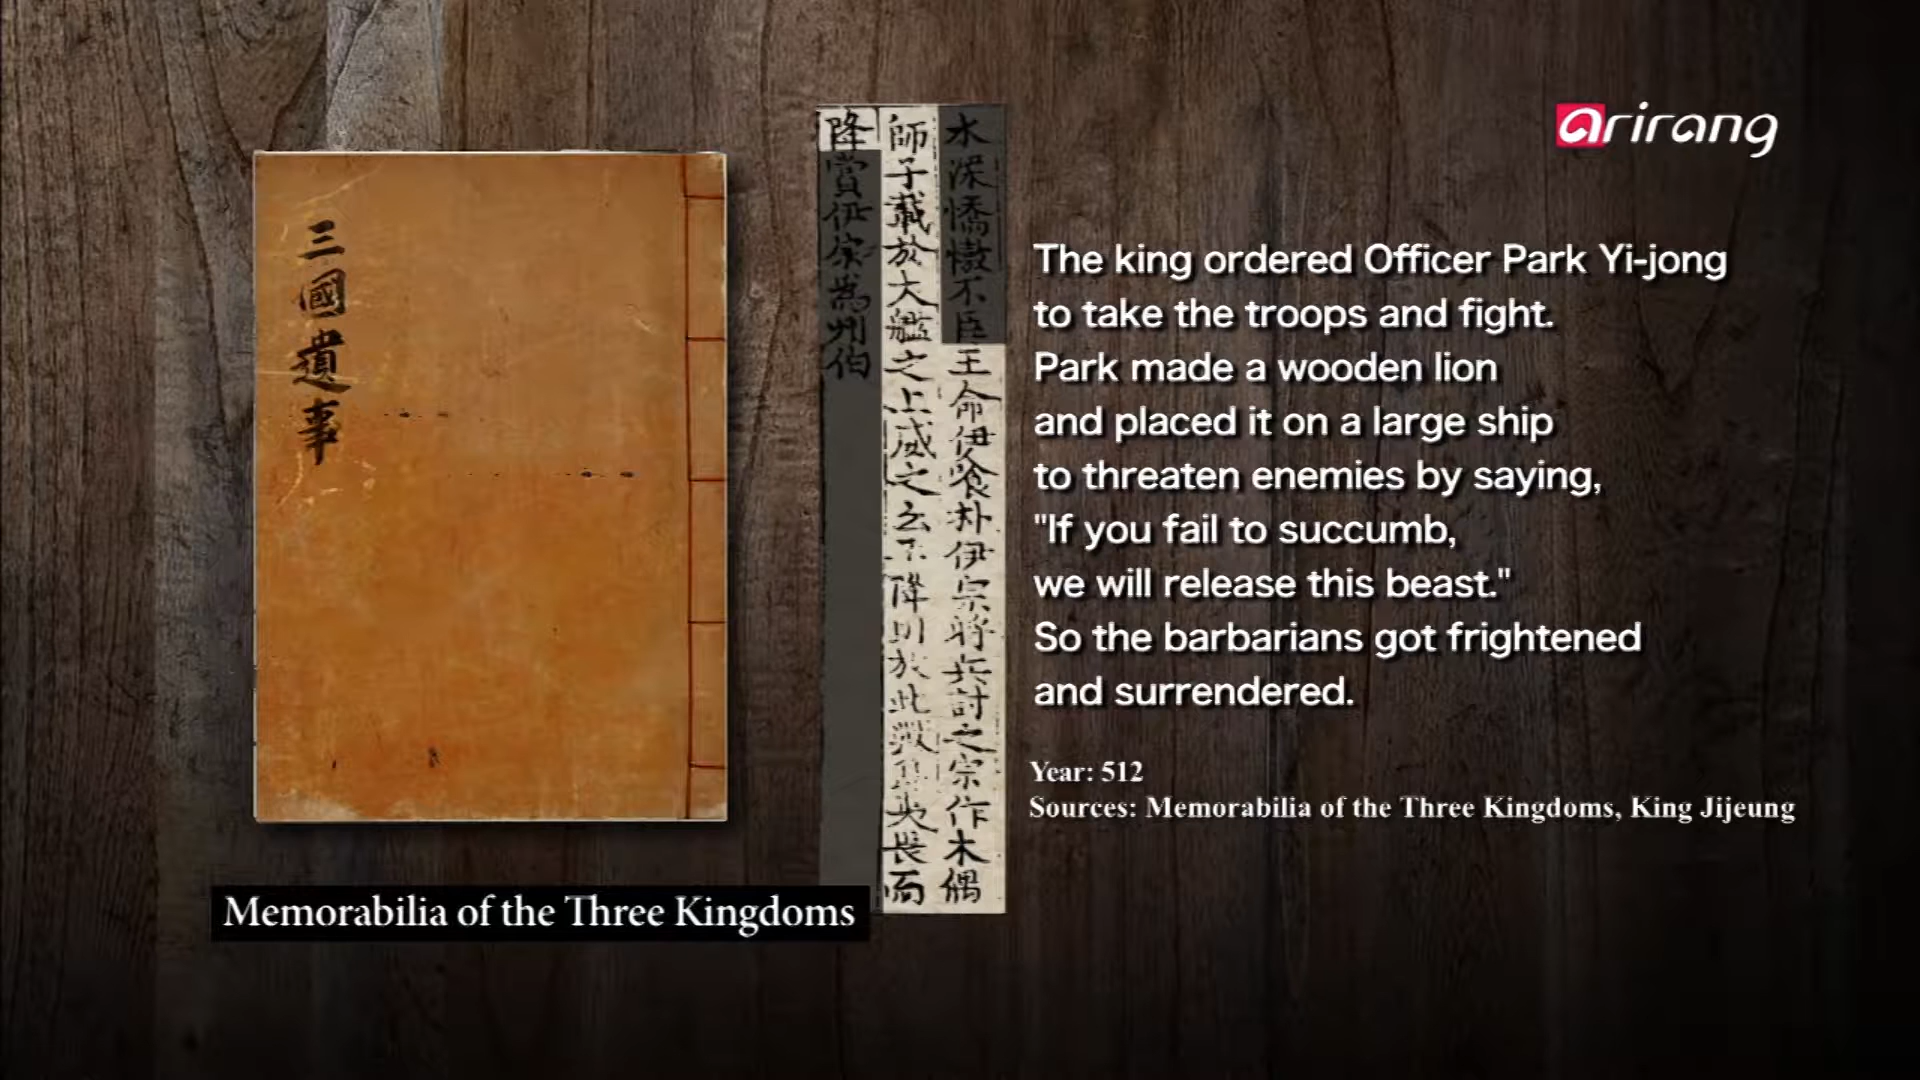 arirang
三國遺事
水深憍慠不臣王命伊飡朴伊宗將兵討之宗作木偶
師子載於大艦之上威之云不降則放此獸夷畏而
降賞伊宗為州伯
The king ordered Officer Park Yi-jong
to take the troops and fight.
Park made a wooden lion
and placed it on a large ship
to threaten enemies by saying,
"If you fail to succumb,
we will release this beast."
So the barbarians got frightened
and surrendered.
Year: 512
Sources: Memorabilia of the Three Kingdoms, King Jijeung
Memorabilia of the Three Kingdoms